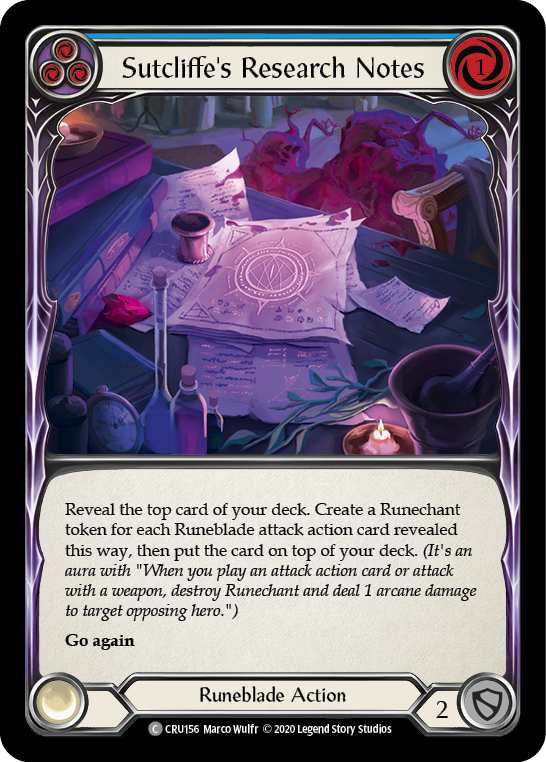 Sutcliffe's Research Notes
1
Reveal the top card of your deck. Create a Runechant
token for each Runeblade attack action card revealed
this way, then put the card on top of your deck. (It's an
aura with "When you play an attack action card or attack
with a weapon, destroy Runechant and deal 1 arcane damage
to target opposing hero.")
Go again
Runeblade Action
2
C CRU156 Marco Wulfr © 2020 Legend Story Studios